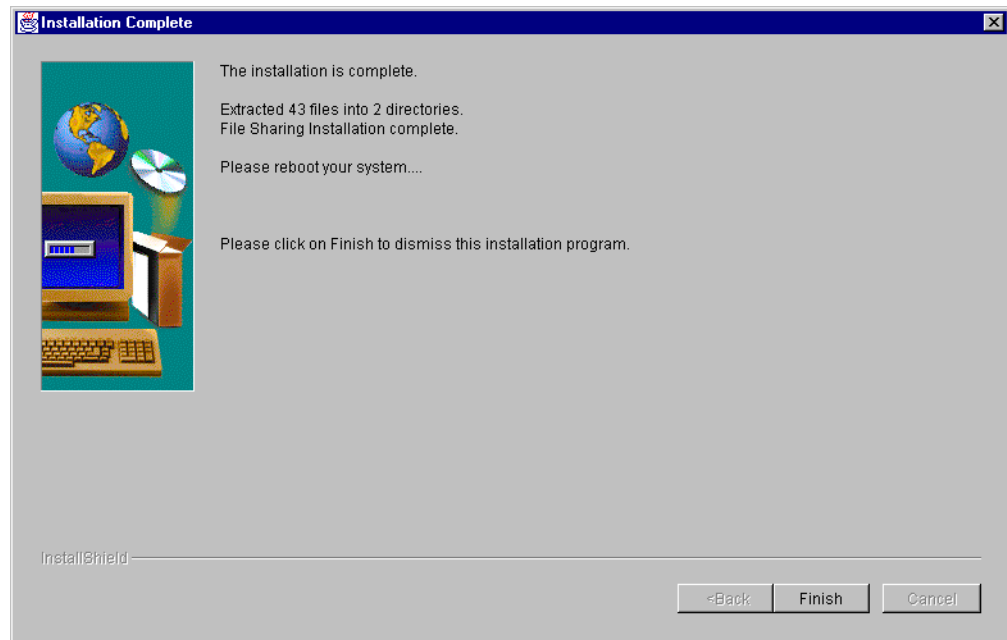 Installation Complete
The installation is complete.
Extracted 43 files into 2 directories.
File Sharing Installation complete.
Please reboot your system....
Please click on Finish to dismiss this installation program.
InstallShield
<Back Finish Cancel